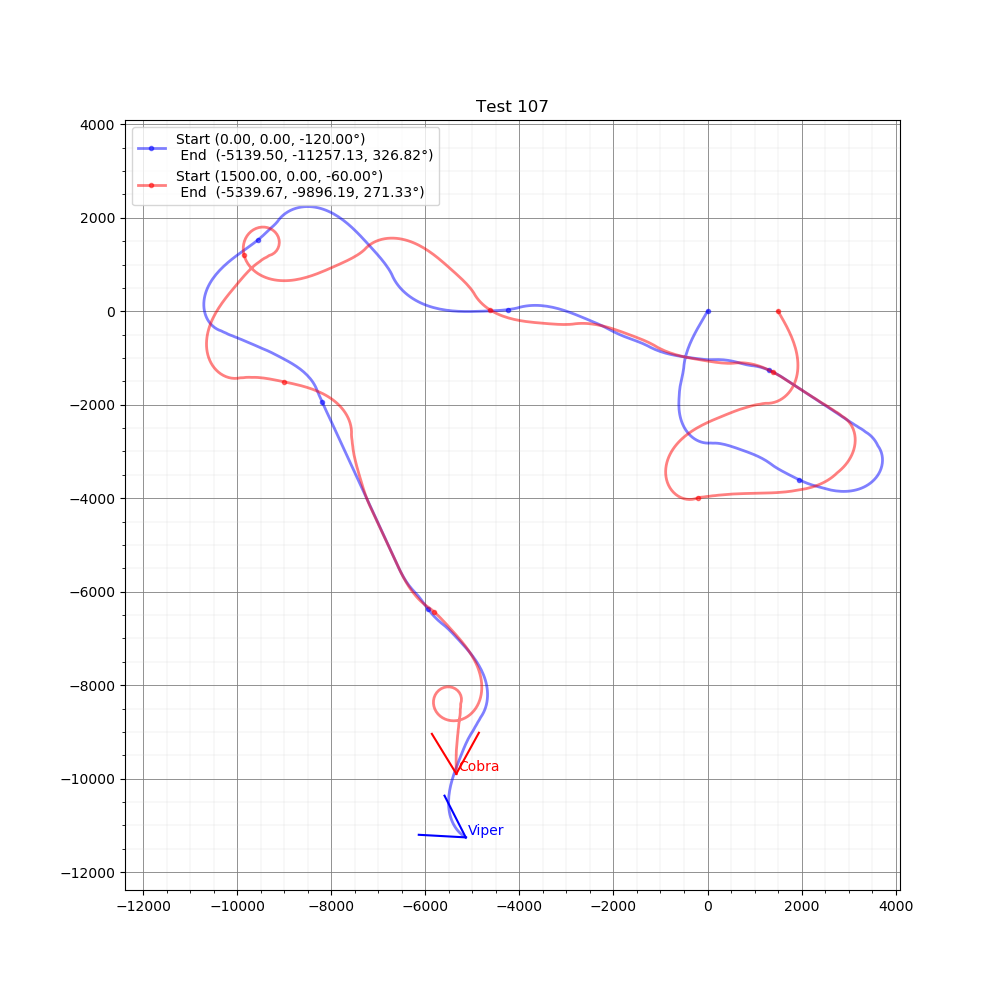 Test 107
Start (0.00, 0.00, -120.00°)
End  (-5139.50, -11257.13, 326.82°)
Start (1500.00, 0.00, -60.00°)
End  (-5339.67, -9896.19, 271.33°)
4000
2000
0
−2000
−4000
−6000
−8000
−10000
−12000
Cobra
Viper
−12000 −10000 −8000 −6000 −4000 −2000 0 2000 4000